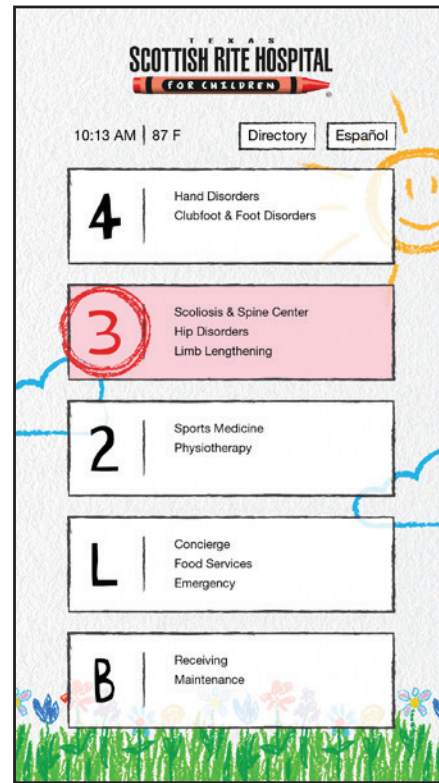 TEXAS
SCOTTISH RITE HOSPITAL
FOR CHILDREN
®
10:13 AM | 87 F
Directory
Español
4
Hand Disorders
Clubfoot & Foot Disorders
3
Scoliosis & Spine Center
Hip Disorders
Limb Lengthening
2
Sports Medicine
Physiotherapy
L
Concierge
Food Services
Emergency
B
Receiving
Maintenance